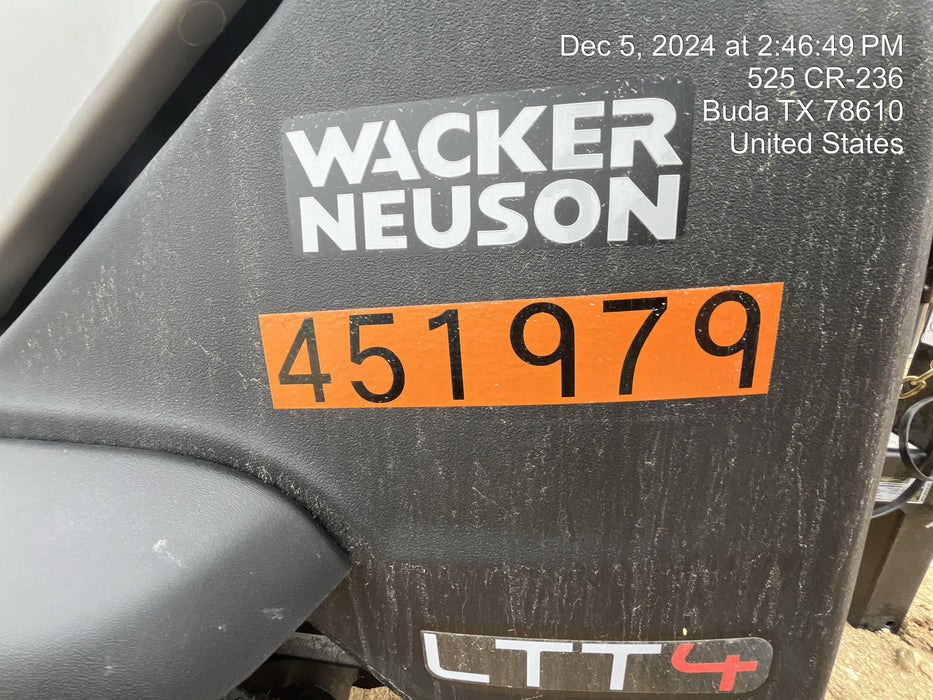 Dec 5, 2024 at 2:46:49 PM
525 CR-236
Buda TX 78610
United States
WACKER
NEUSON
451979
LTT4